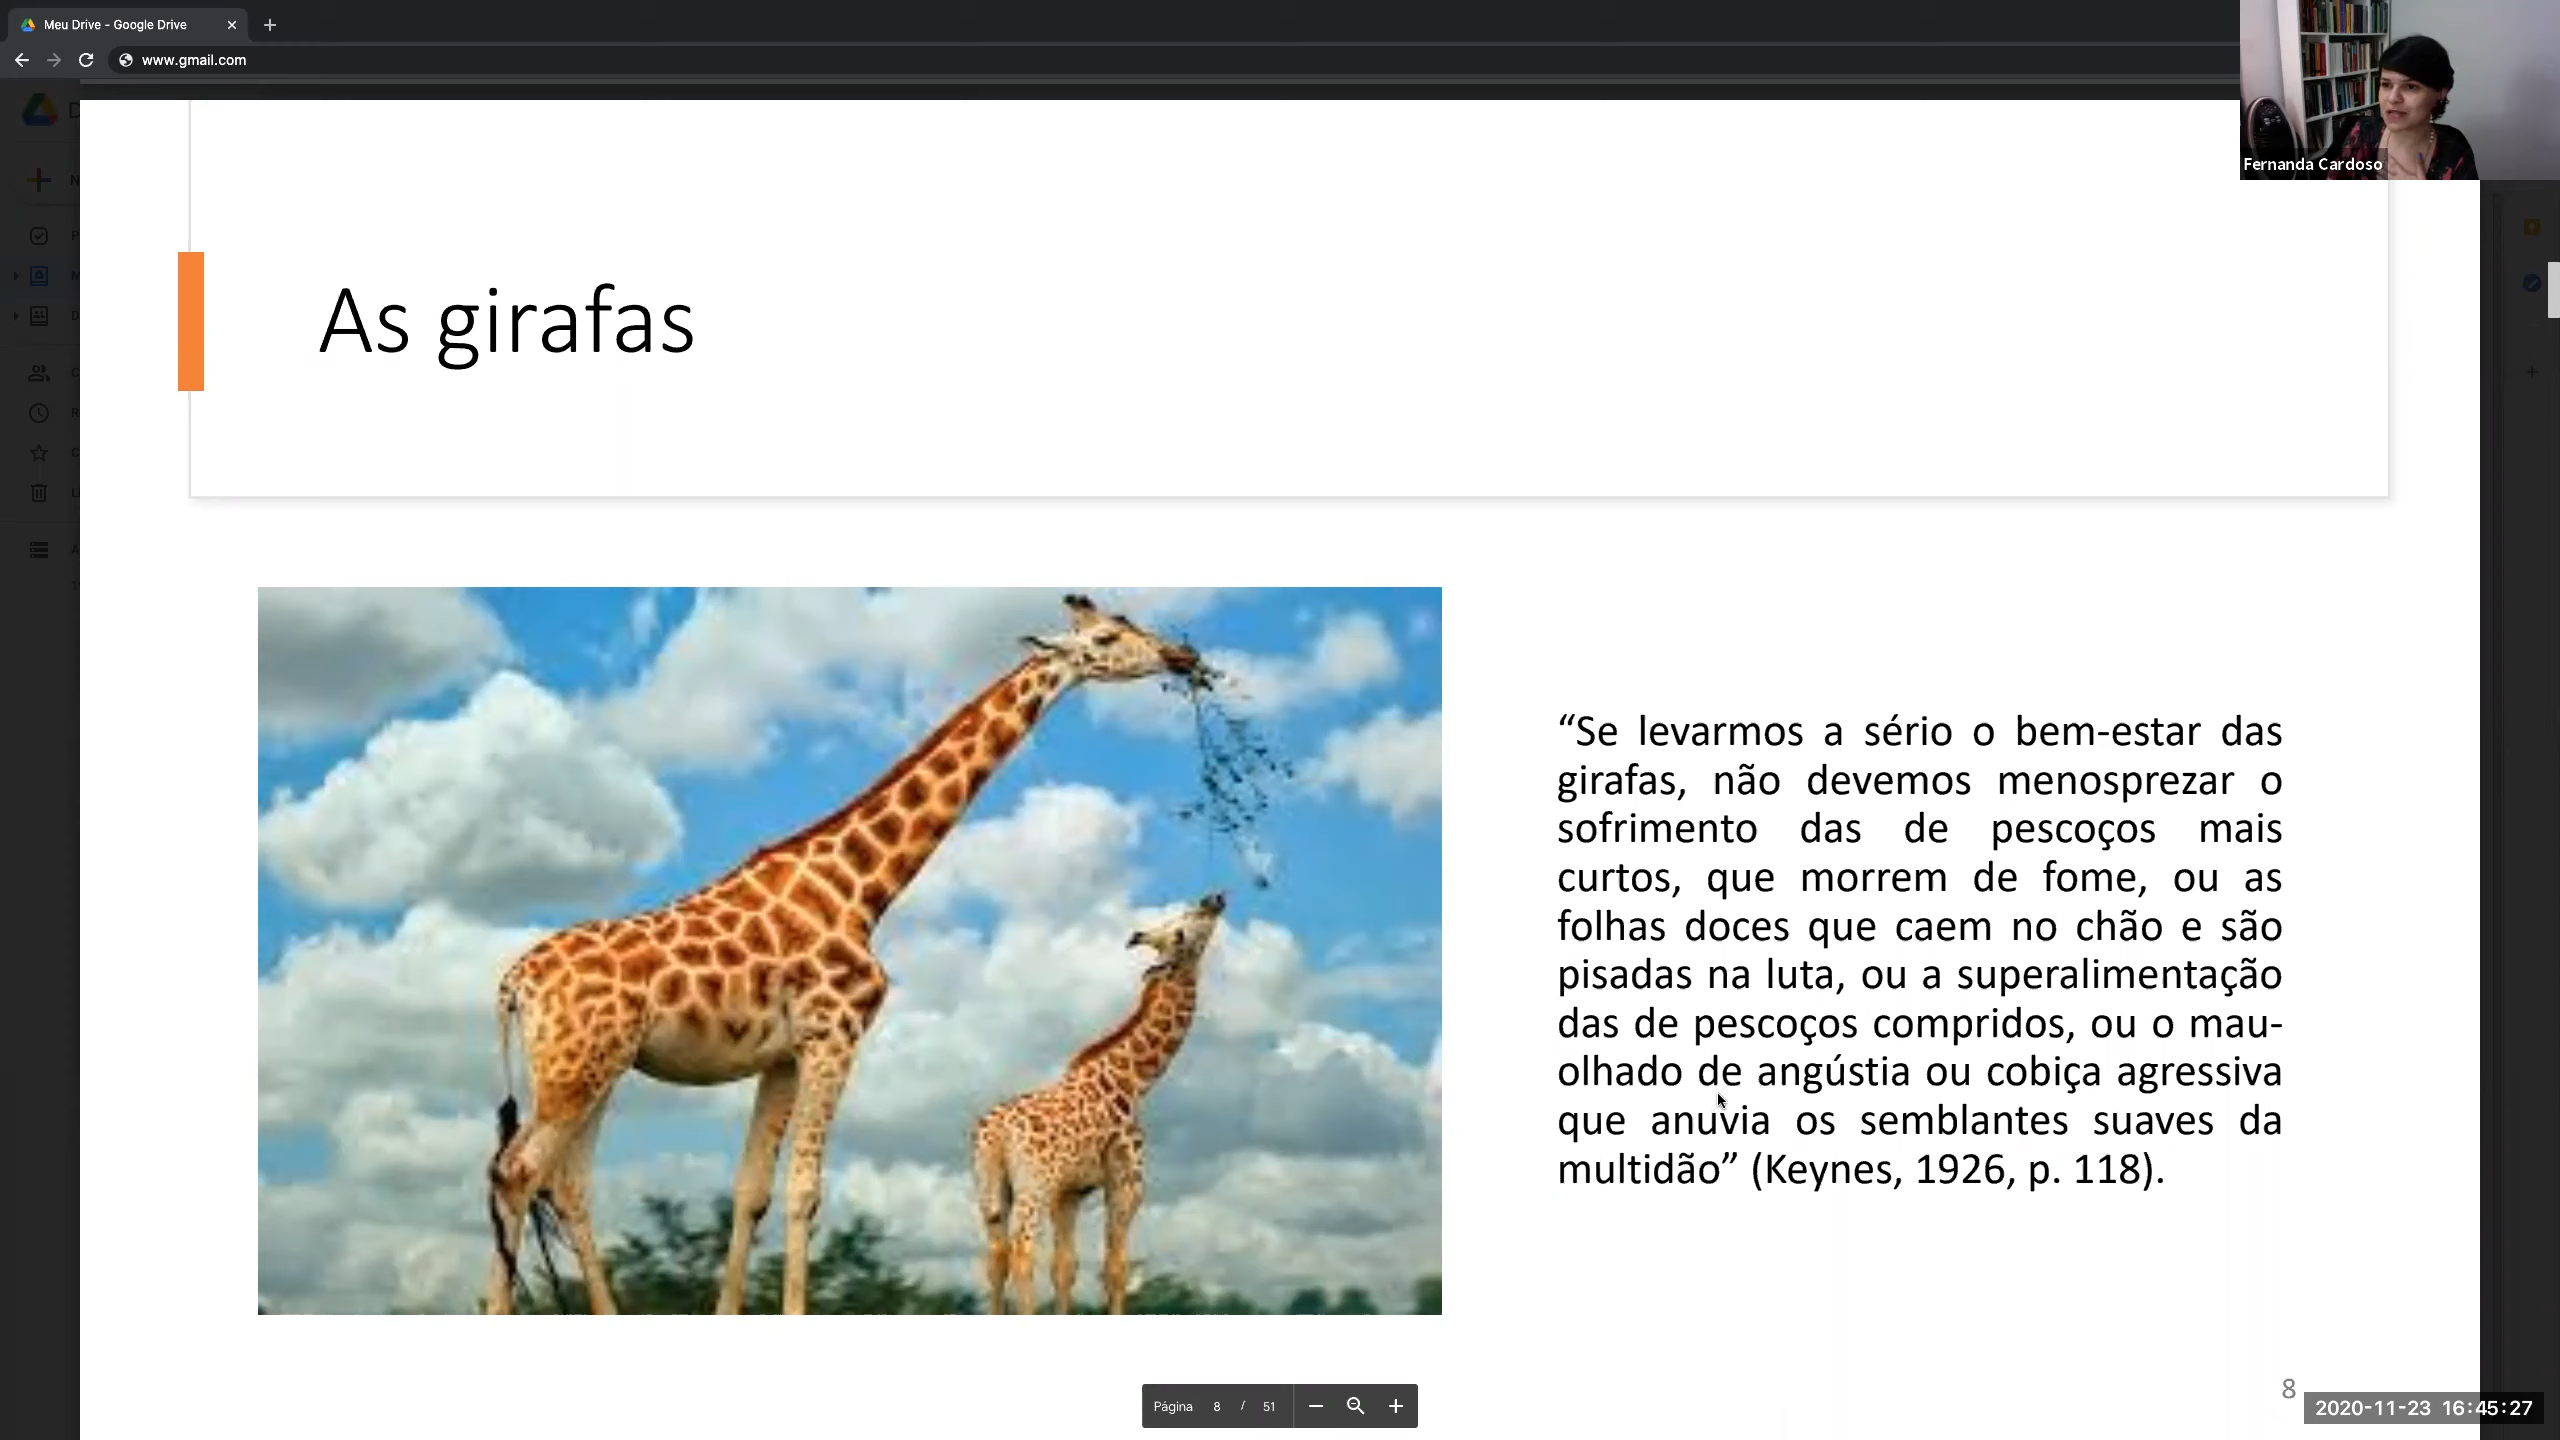 Meu Drive - Google Drive
www.gmail.com
Fernanda Cardoso
As girafas
“Se levarmos a sério o bem-estar das
girafas, não devemos menosprezar o
sofrimento das de pescoços mais
curtos, que morrem de fome, ou as
folhas doces que caem no chão e são
pisadas na luta, ou a superalimentação
das de pescoços compridos, ou o mau-
olhado de angústia ou cobiça agressiva
que anuvia os semblantes suaves da
multidão” (Keynes, 1926, p. 118).
8
Página 8 / 51
2020-11-23 16:45:27